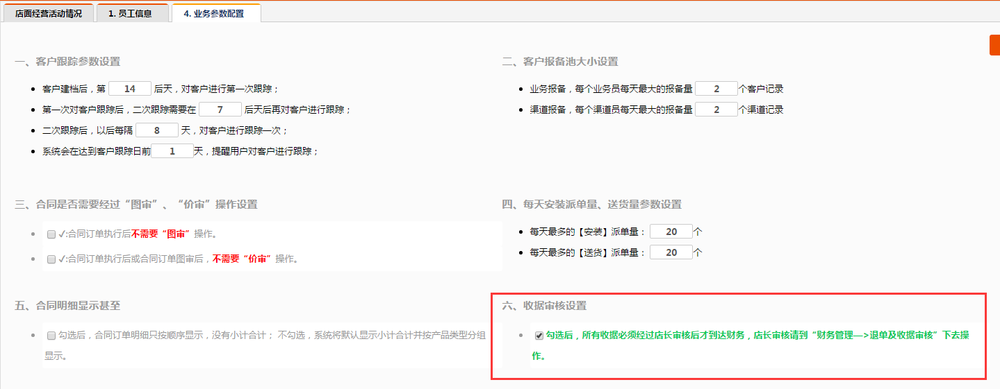 店面经营活动情况 1. 员工信息 4. 业务参数配置
一、客户跟踪参数设置
客户建档后，第 14 后天，对客户进行第一次跟踪；
第一次对客户跟踪后，二次跟踪需要在 7 后天后再对客户进行跟踪；
二次跟踪后，以后每隔 8 天，对客户进行跟踪一次；
系统会在达到客户跟踪日前 1 天，提醒用户对客户进行跟踪；
二、客户报备池大小设置
业务报备，每个业务员每天最大的报备量 2 个客户记录
渠道报备，每个渠道员每天最大的报备量 2 个渠道记录
三、合同是否需要经过“图审”、“价审”操作设置
✓:合同订单执行后不需要“图审”操作。
✓:合同订单执行后或合同订单图审后，不需要“价审”操作。
四、每天安装派单量、送货量参数设置
每天最多的【安装】派单量： 20 个
每天最多的【送货】派单量： 20 个
五、合同明细显示甚至
勾选后，合同订单明细只按顺序显示，没有小计合计； 不勾选，系统将默认显示小计合计并按产品类型分组
显示。
六、收据审核设置
勾选后，所有收据必须经过店长审核后才到达财务，店长审核请到“财务管理—>退单及收据审核”下去操
作。